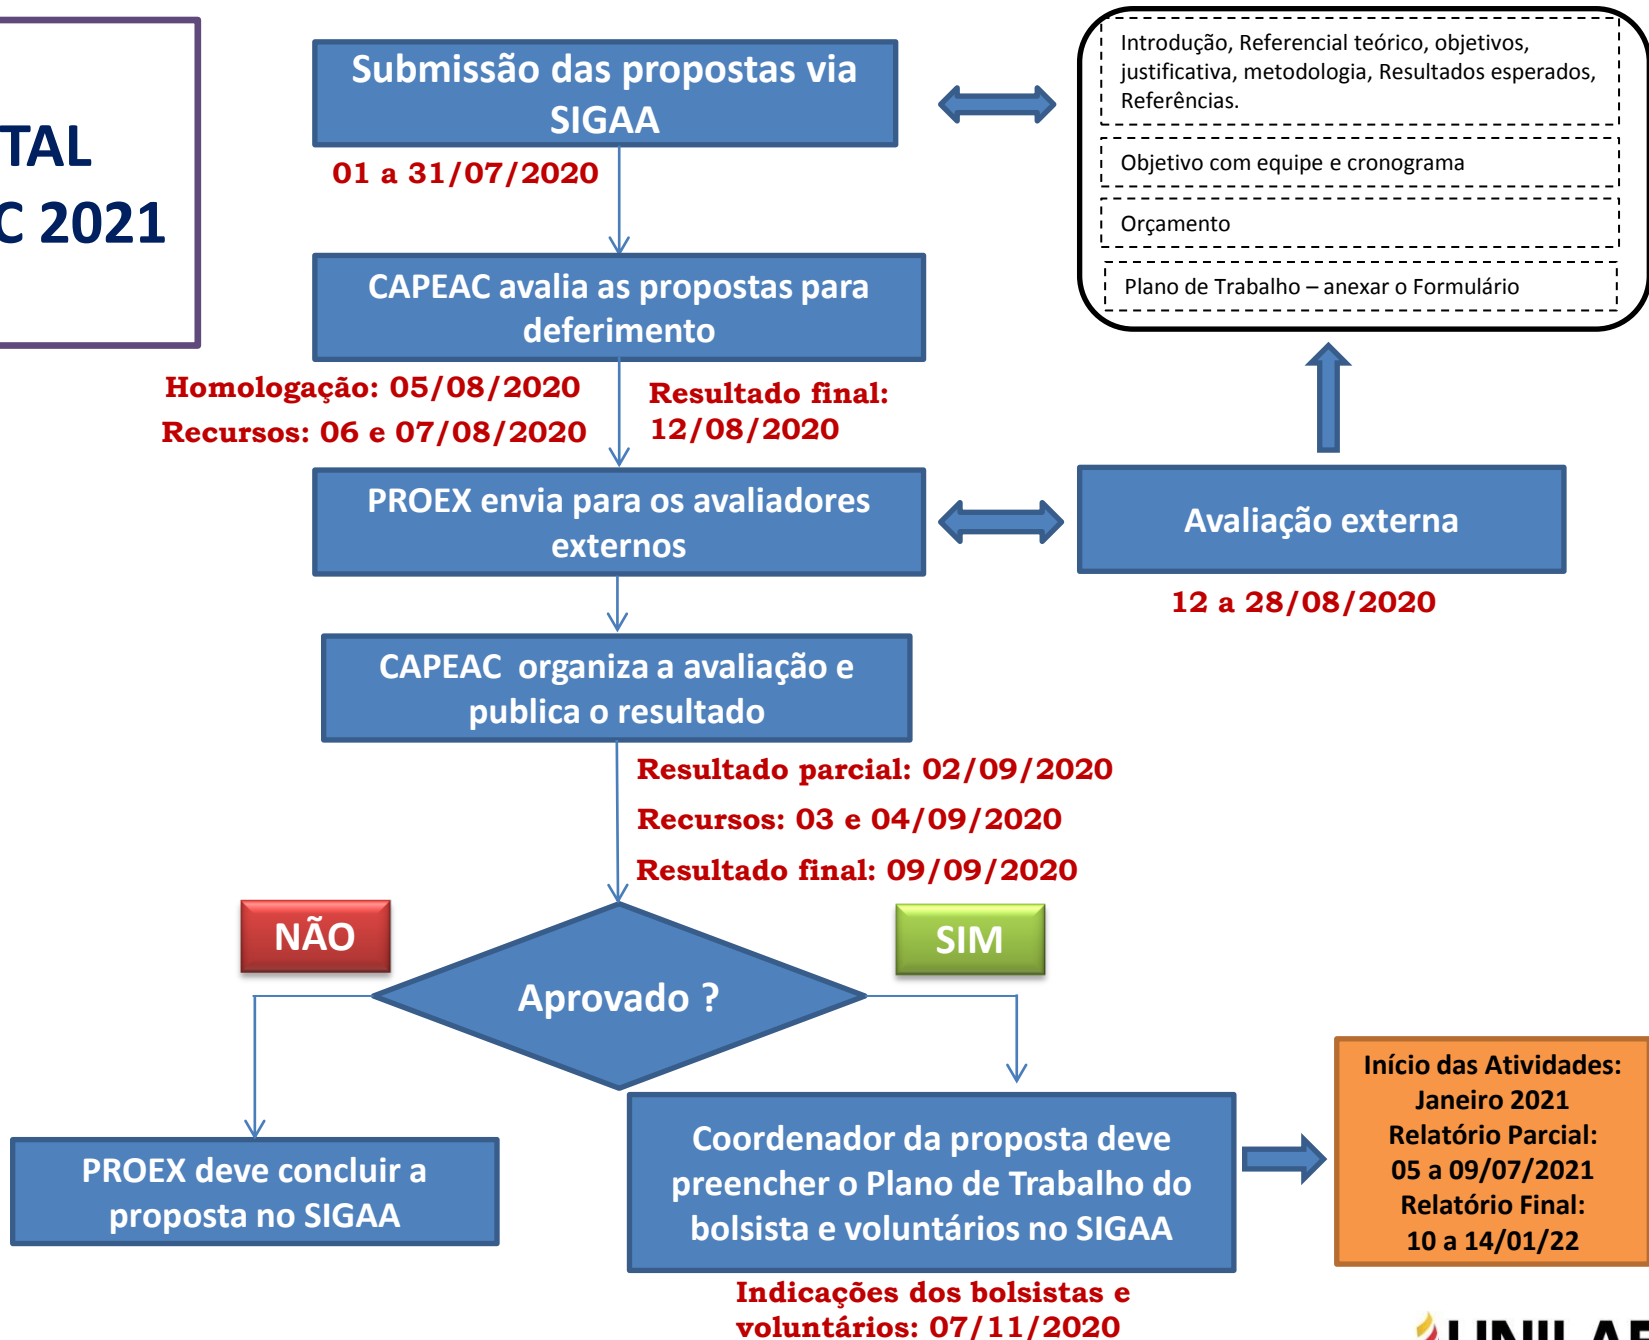 TAL
C 2021
Submissão das propostas via
SIGAA
01 a 31/07/2020
Introdução, Referencial teórico, objetivos,
justificativa, metodologia, Resultados esperados,
Referências.
Objetivo com equipe e cronograma
Orçamento
Plano de Trabalho – anexar o Formulário
CAPEAC avalia as propostas para
deferimento
Homologação: 05/08/2020
Recursos: 06 e 07/08/2020
Resultado final:
12/08/2020
PROEX envia para os avaliadores
externos
Avaliação externa
12 a 28/08/2020
CAPEAC organiza a avaliação e
publica o resultado
Resultado parcial: 02/09/2020
Recursos: 03 e 04/09/2020
Resultado final: 09/09/2020
NÃO
SIM
Aprovado ?
PROEX deve concluir a
proposta no SIGAA
Coordenador da proposta deve
preencher o Plano de Trabalho do
bolsista e voluntários no SIGAA
Indicações dos bolsistas e
voluntários: 07/11/2020
Início das Atividades:
Janeiro 2021
Relatório Parcial:
05 a 09/07/2021
Relatório Final:
10 a 14/01/22